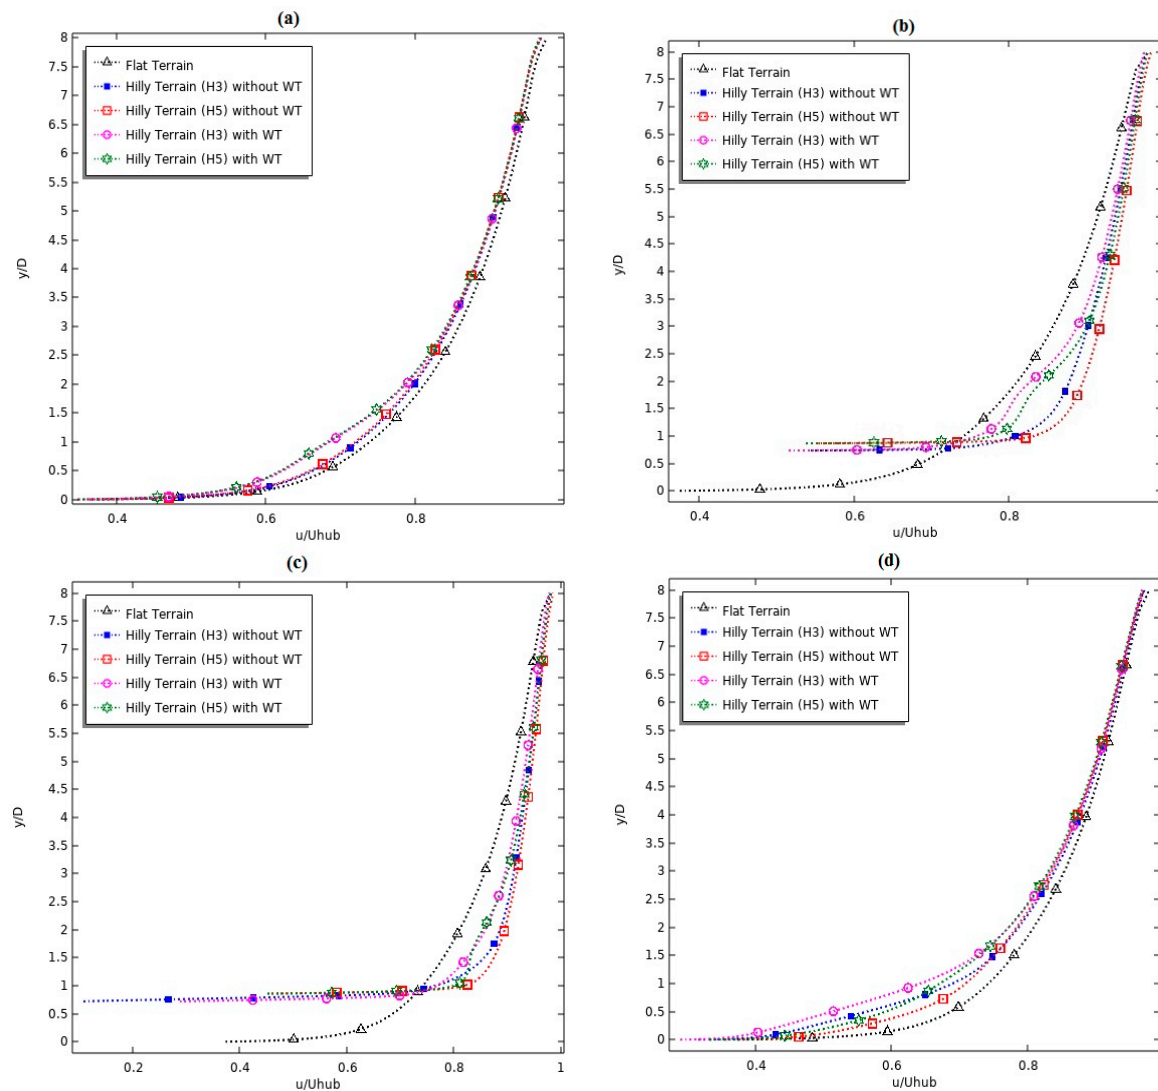 (a)
8
7.5
7
6.5
6
5.5
5
4.5
4
3.5
3
2.5
2
1.5
1
0.5
0
y/D
Flat Terrain
Hilly Terrain (H3) without WT
Hilly Terrain (H5) without WT
Hilly Terrain (H3) with WT
Hilly Terrain (H5) with WT
0.4 0.6 0.8
u/Uhub
(b)
8
7.5
7
6.5
6
5.5
5
4.5
4
3.5
3
2.5
2
1.5
1
0.5
0
y/D
Flat Terrain
Hilly Terrain (H3) without WT
Hilly Terrain (H5) without WT
Hilly Terrain (H3) with WT
Hilly Terrain (H5) with WT
0.4 0.6 0.8
u/Uhub
(c)
8
7.5
7
6.5
6
5.5
5
4.5
4
3.5
3
2.5
2
1.5
1
0.5
0
y/D
Flat Terrain
Hilly Terrain (H3) without WT
Hilly Terrain (H5) without WT
Hilly Terrain (H3) with WT
Hilly Terrain (H5) with WT
0.2 0.4 0.6 0.8 1
u/Uhub
(d)
8
7.5
7
6.5
6
5.5
5
4.5
4
3.5
3
2.5
2
1.5
1
0.5
0
y/D
Flat Terrain
Hilly Terrain (H3) without WT
Hilly Terrain (H5) without WT
Hilly Terrain (H3) with WT
Hilly Terrain (H5) with WT
0.4 0.6 0.8
u/Uhub